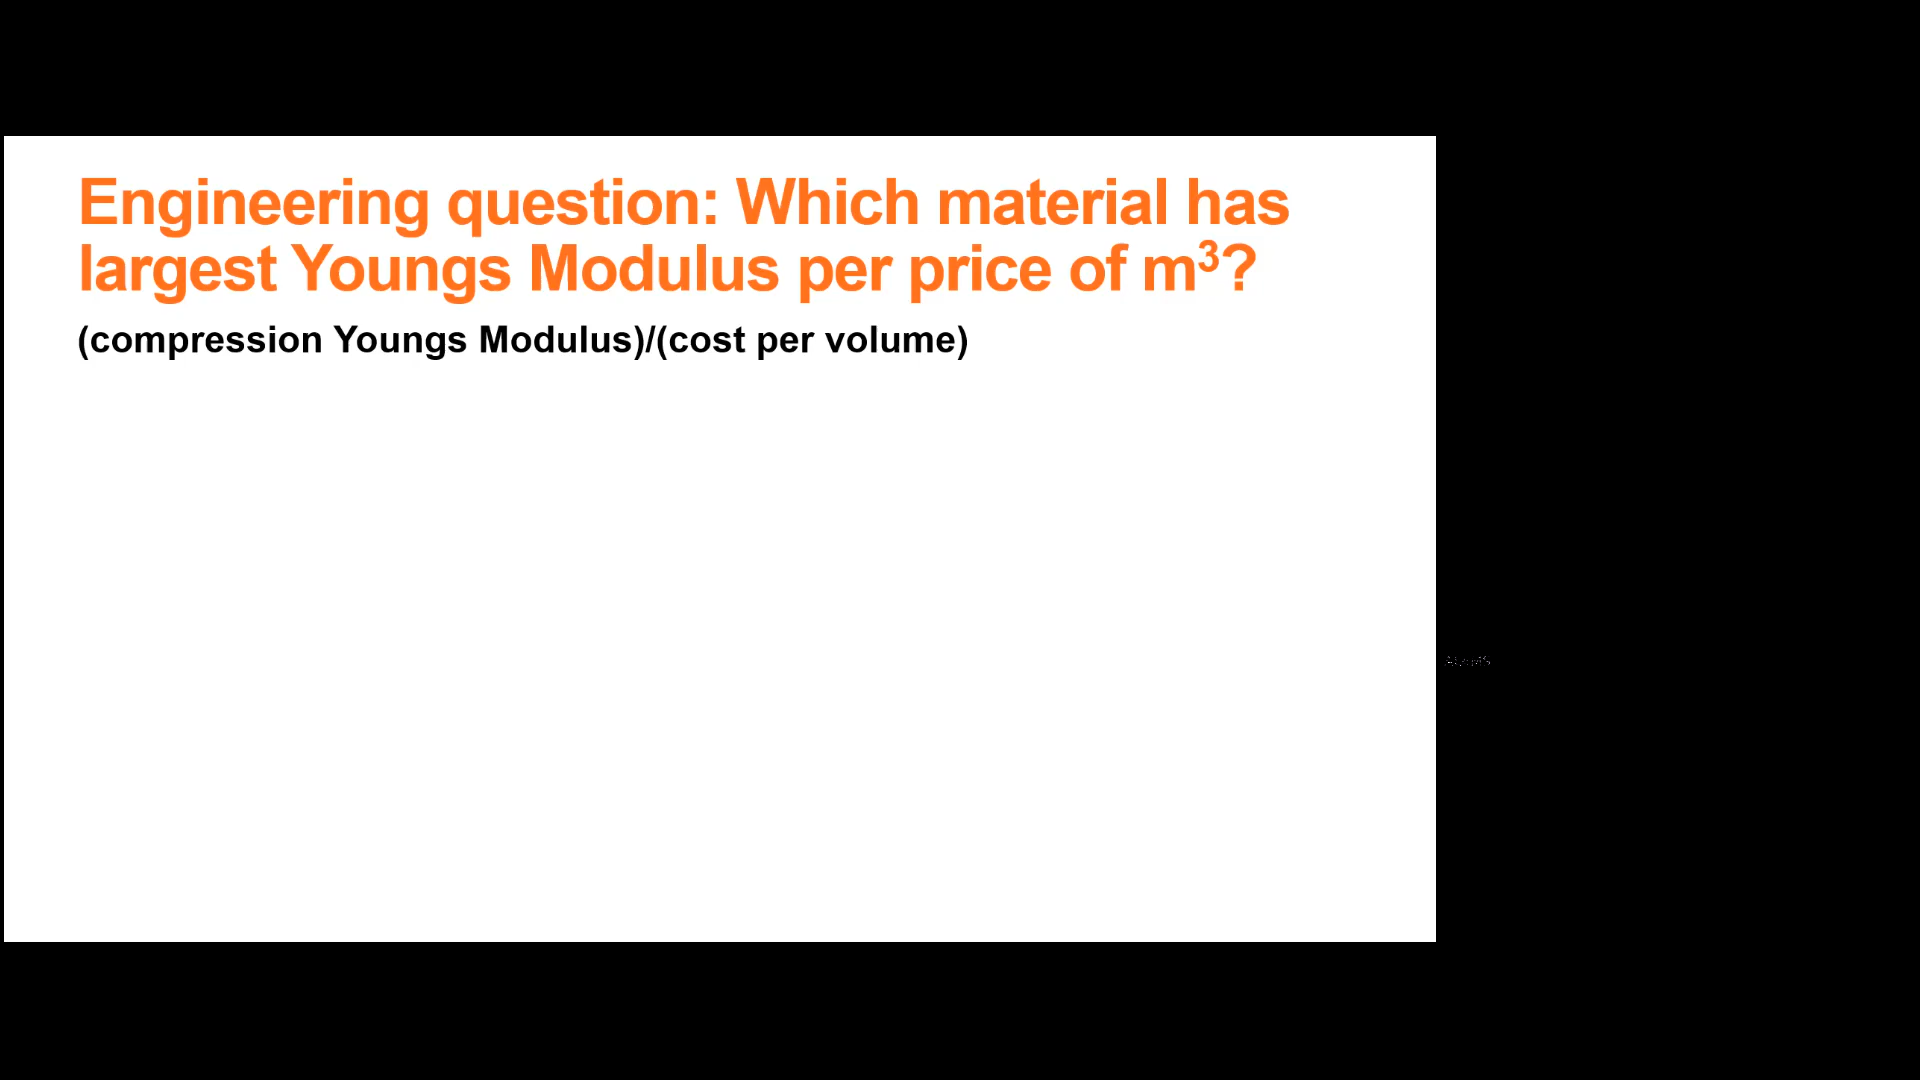 Engineering question: Which material has
largest Youngs Modulus per price of m³?
(compression Youngs Modulus)/(cost per volume)